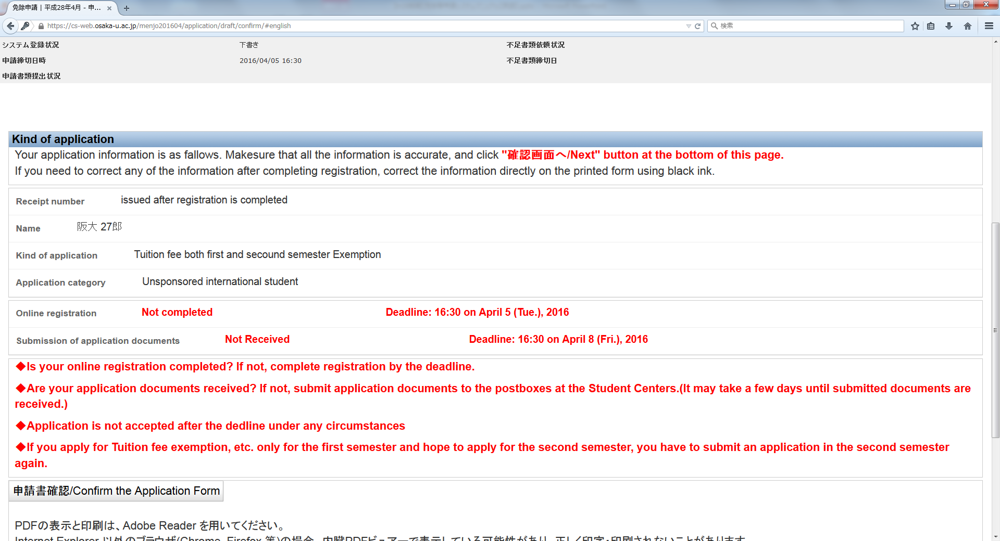 免除申請 | 平成28年4月 - 申...
https://cs-web.osaka-u.ac.jp/menjo201604/application/draft/confirm/#english
検索
システム登録状況 下書き 不足書類依頼状況
申請締切日時 2016/04/05 16:30 不足書類締切日
申請書類提出状況
Kind of application
Your application information is as fallows. Makesure that all the information is accurate, and click "確認画面へ/Next" button at the bottom of this page.
If you need to correct any of the information after completing registration, correct the information directly on the printed form using black ink.
Receipt number issued after registration is completed
Name 阪大 27郎
Kind of application Tuition fee both first and secound semester Exemption
Application category Unsponsored international student
Online registration Not completed Deadline: 16:30 on April 5 (Tue.), 2016
Submission of application documents Not Received Deadline: 16:30 on April 8 (Fri.), 2016
◆Is your online registration completed? If not, complete registration by the deadline.
◆Are your application documents received? If not, submit application documents to the postboxes at the Student Centers.(It may take a few days until submitted documents are
received.)
◆Application is not accepted after the dedline under any circumstances
◆If you apply for Tuition fee exemption, etc. only for the first semester and hope to apply for the second semester, you have to submit an application in the second semester
again.
申請書確認/Confirm the Application Form
PDFの表示と印刷は、Adobe Reader を用いてください。
Internet Explorer 以外のブラウザ(Chrome, Firefox 等)の場合、内臓PDFビュアーで表示している可能性があり、正しく印字・印刷されないことがあります。